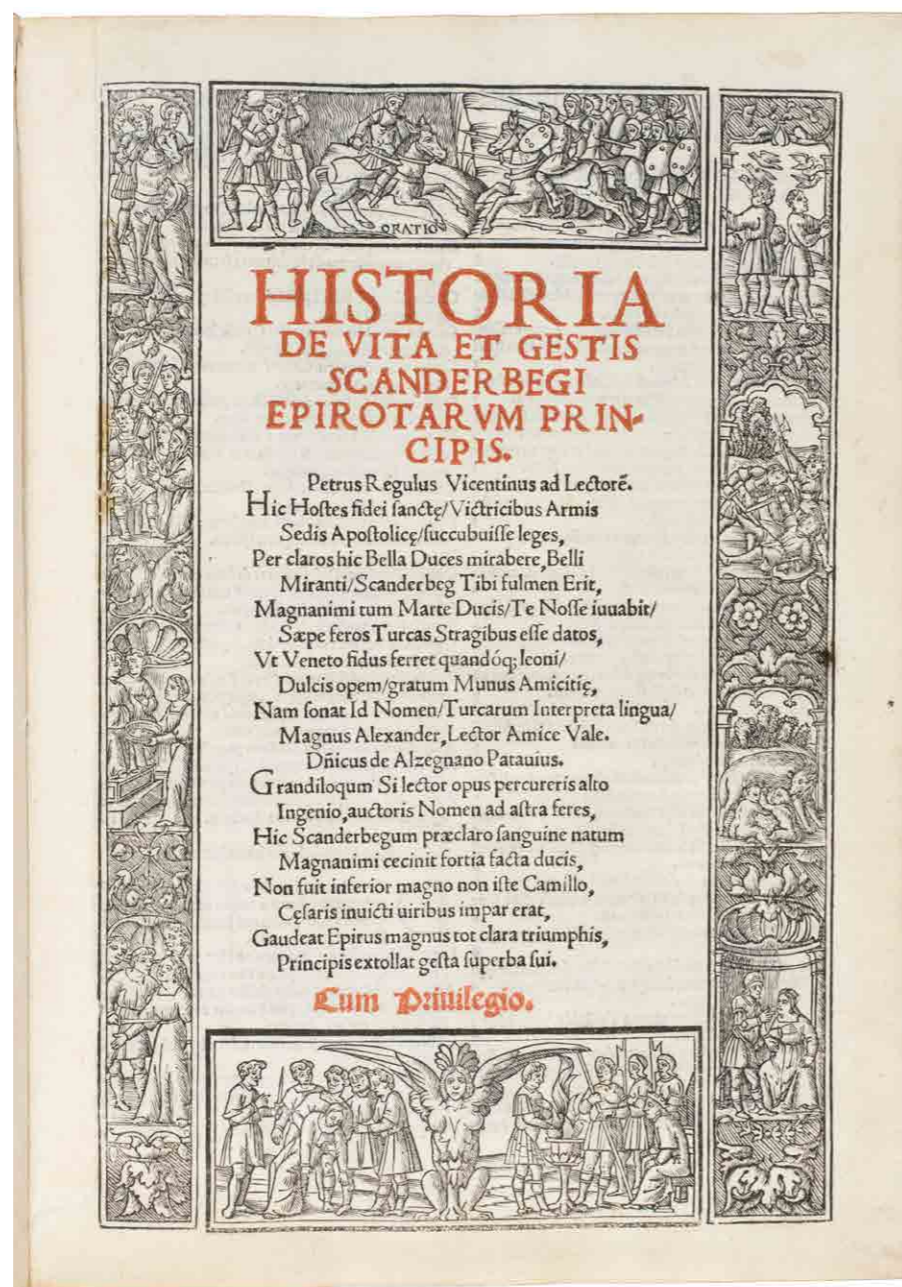 ORATIO
HISTORIA
DE VITA ET GESTIS
SCANDERBEGI
EPIROTARVM PRIN-
CIPIS.
Petrus Regulus Vicentinus ad Lectorẽ.
Hic Hostes fidei sanctę/Victricibus Armis
Sedis Apostolicę/succubuisse leges,
Per claros hic Bella Duces mirabere, Belli
Miranti/Scanderbeg Tibi fulmen Erit,
Magnanimi tum Marte Ducis/Te Nosse iuuabit/
Sæpe feros Turcas Stragibus esse datos,
Vt Veneto fidus ferret quandóq; leoni/
Dulcis opem/gratum Munus Amicitię,
Nam sonat Id Nomen/Turcarum Interpreta lingua/
Magnus Alexander, Lector Amice Vale.
Dñicus de Alzegnano Patauius.
Grandiloqum Si lector opus percureris alto
Ingenio, auctoris Nomen ad astra feres,
Hic Scanderbegum præclaro sanguine natum
Magnanimi cecinit fortia facta ducis,
Non fuit inferior magno non iste Camillo,
Cęsaris inuicti uiribus impar erat,
Gaudeat Epirus magnus tot clara triumphis,
Principis extollat gesta superba sui.
Cum Priuilegio.